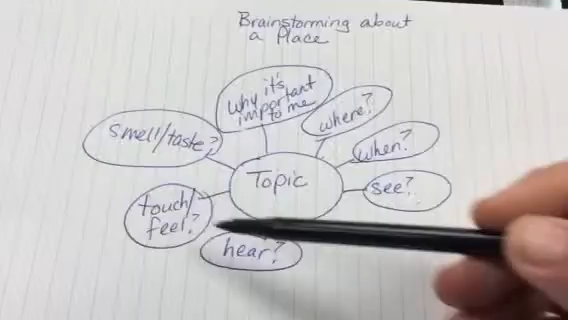 Brainstorming about
a Place
why it's
important
to me
where?
smell/taste?
when?
Topic
see?
touch/
feel?
hear?